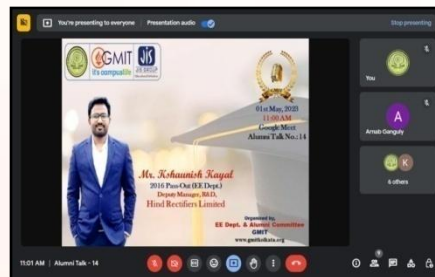 You're presenting to everyone
Presentation audio
Stop presenting
GMIT
it's campualife
JIS
JIS GROUP
01st May, 2023
11:00 AM
Google Meet
Alumni Talk No.: 14
Mr. Kshaunish Kayal
2016 Pass-Out (EE Dept.)
Deputy Manager, R&D,
Hind Rectifiers Limited
Organized by,
EE Dept. & Alumni Committee
GMIT
www.gmitkolkata.org
You
A
Arnab Ganguly
K
6 others
11:01 AM | Alumni Talk - 14
9